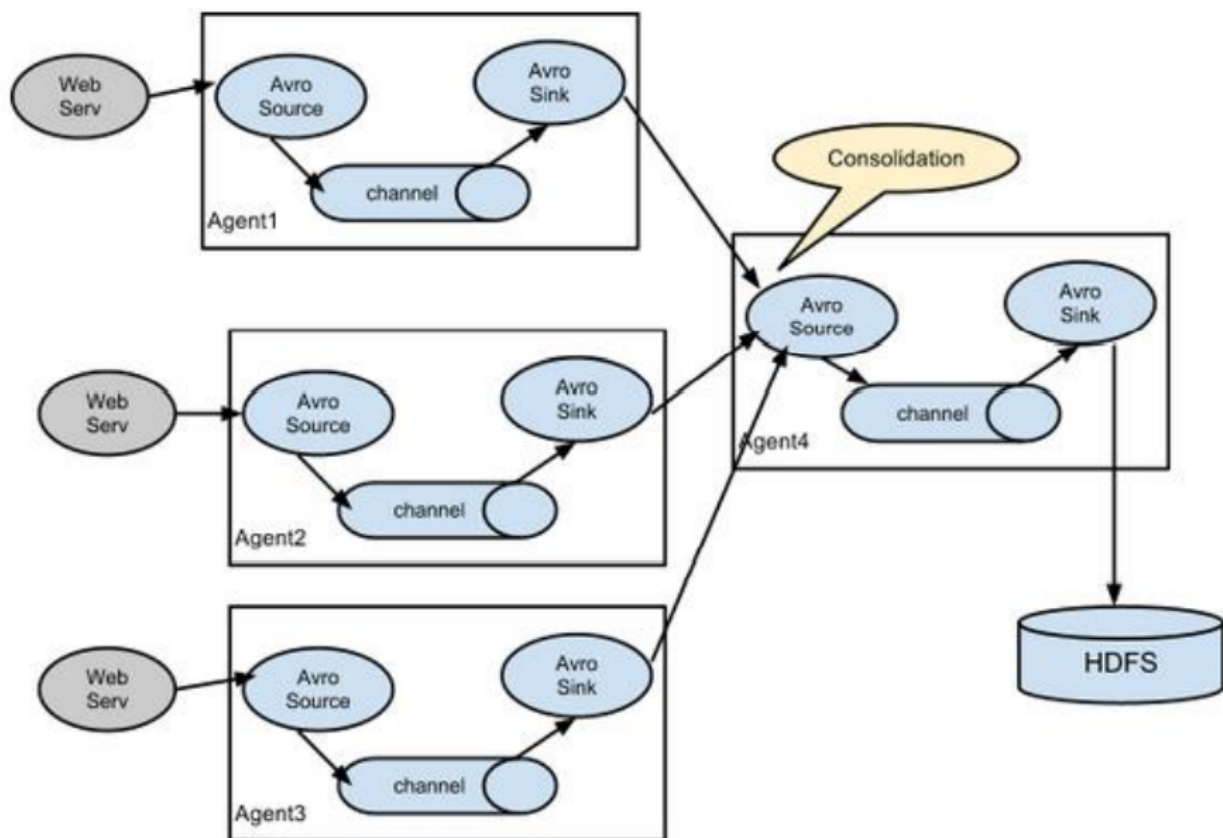 Web
Serv
Avro
Source
Avro
Sink
channel
Agent1
Consolidation
Web
Serv
Avro
Source
Avro
Sink
channel
Agent2
Avro
Source
Avro
Sink
channel
Agent4
Web
Serv
Avro
Source
Avro
Sink
channel
Agent3
HDFS